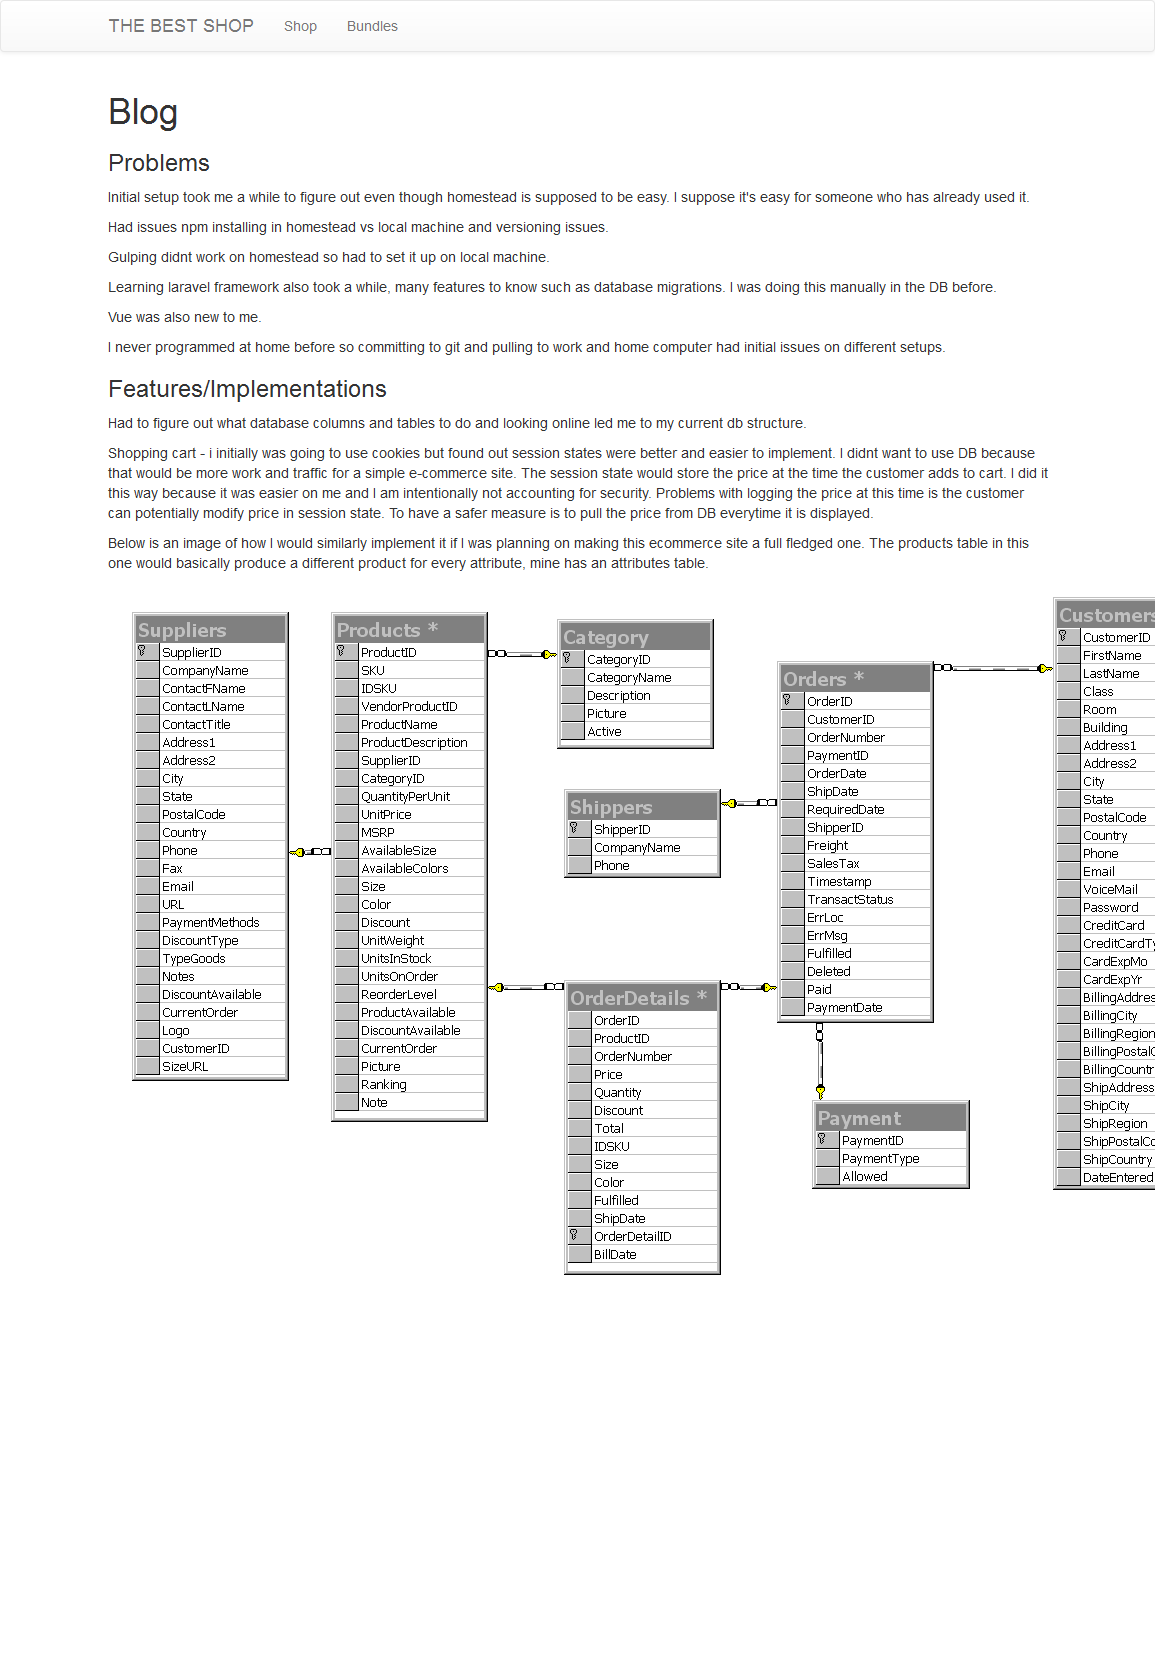 THE BEST SHOP Shop Bundles
Blog
Problems
Initial setup took me a while to figure out even though homestead is supposed to be easy. I suppose it's easy for someone who has already used it.
Had issues npm installing in homestead vs local machine and versioning issues.
Gulping didnt work on homestead so had to set it up on local machine.
Learning laravel framework also took a while, many features to know such as database migrations. I was doing this manually in the DB before.
Vue was also new to me.
I never programmed at home before so committing to git and pulling to work and home computer had initial issues on different setups.
Features/Implementations
Had to figure out what database columns and tables to do and looking online led me to my current db structure.
Shopping cart - i initially was going to use cookies but found out session states were better and easier to implement. I didnt want to use DB because
that would be more work and traffic for a simple e-commerce site. The session state would store the price at the time the customer adds to cart. I did it
this way because it was easier on me and I am intentionally not accounting for security. Problems with logging the price at this time is the customer
can potentially modify price in session state. To have a safer measure is to pull the price from DB everytime it is displayed.
Below is an image of how I would similarly implement it if I was planning on making this ecommerce site a full fledged one. The products table in this
one would basically produce a different product for every attribute, mine has an attributes table.
Suppliers
SupplierID
CompanyName
ContactFName
ContactLName
ContactTitle
Address1
Address2
City
State
PostalCode
Country
Phone
Fax
Email
URL
PaymentMethods
DiscountType
TypeGoods
Notes
DiscountAvailable
CurrentOrder
Logo
CustomerID
SizeURL
Products *
ProductID
SKU
IDSKU
VendorProductID
ProductName
ProductDescription
SupplierID
CategoryID
QuantityPerUnit
UnitPrice
MSRP
AvailableSize
AvailableColors
Size
Color
Discount
UnitWeight
UnitsInStock
UnitsOnOrder
ReorderLevel
ProductAvailable
DiscountAvailable
CurrentOrder
Picture
Ranking
Note
Category
CategoryID
CategoryName
Description
Picture
Active
Shippers
ShipperID
CompanyName
Phone
OrderDetails *
OrderID
ProductID
OrderNumber
Price
Quantity
Discount
Total
IDSKU
Size
Color
Fulfilled
ShipDate
OrderDetailID
BillDate
Orders *
OrderID
CustomerID
OrderNumber
PaymentID
OrderDate
ShipDate
RequiredDate
ShipperID
Freight
SalesTax
Timestamp
TransactStatus
ErrLoc
ErrMsg
Fulfilled
Deleted
Paid
PaymentDate
Payment
PaymentID
PaymentType
Allowed
Customers
CustomerID
FirstName
LastName
Class
Room
Building
Address1
Address2
City
State
PostalCode
Country
Phone
Email
VoiceMail
Password
CreditCard
CreditCardTy
CardExpMo
CardExpYr
BillingAddres
BillingCity
BillingRegion
BillingPostalC
BillingCountr
ShipAddress
ShipCity
ShipRegion
ShipPostalCo
ShipCountry
DateEntered